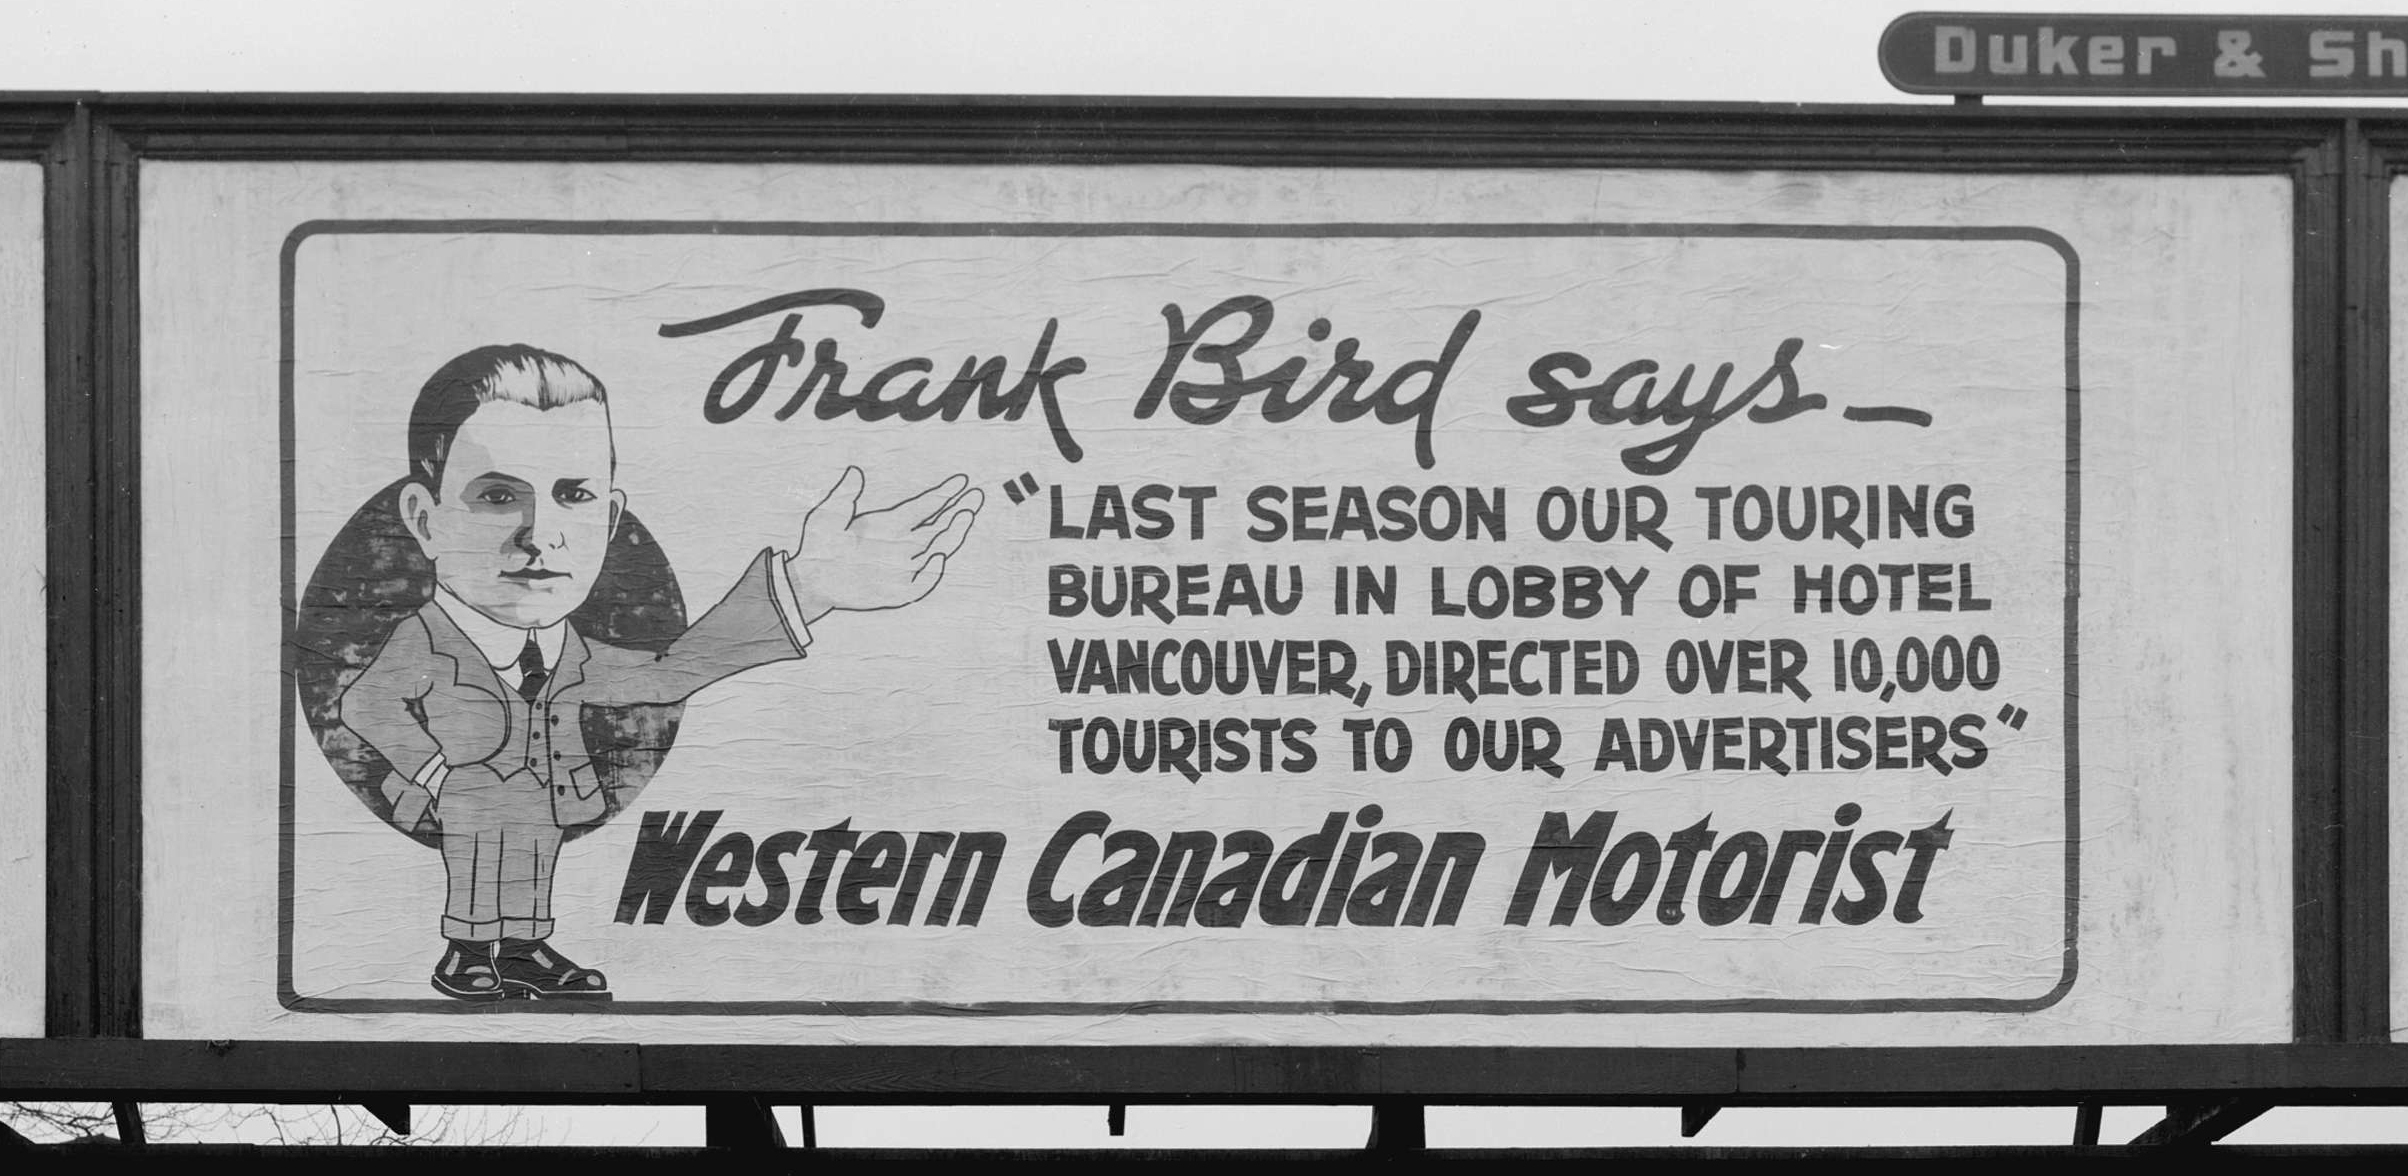 Duker & Sh
Frank Bird says—
"LAST SEASON OUR TOURING
BUREAU IN LOBBY OF HOTEL
VANCOUVER, DIRECTED OVER 10,000
TOURISTS TO OUR ADVERTISERS"
Western Canadian Motorist